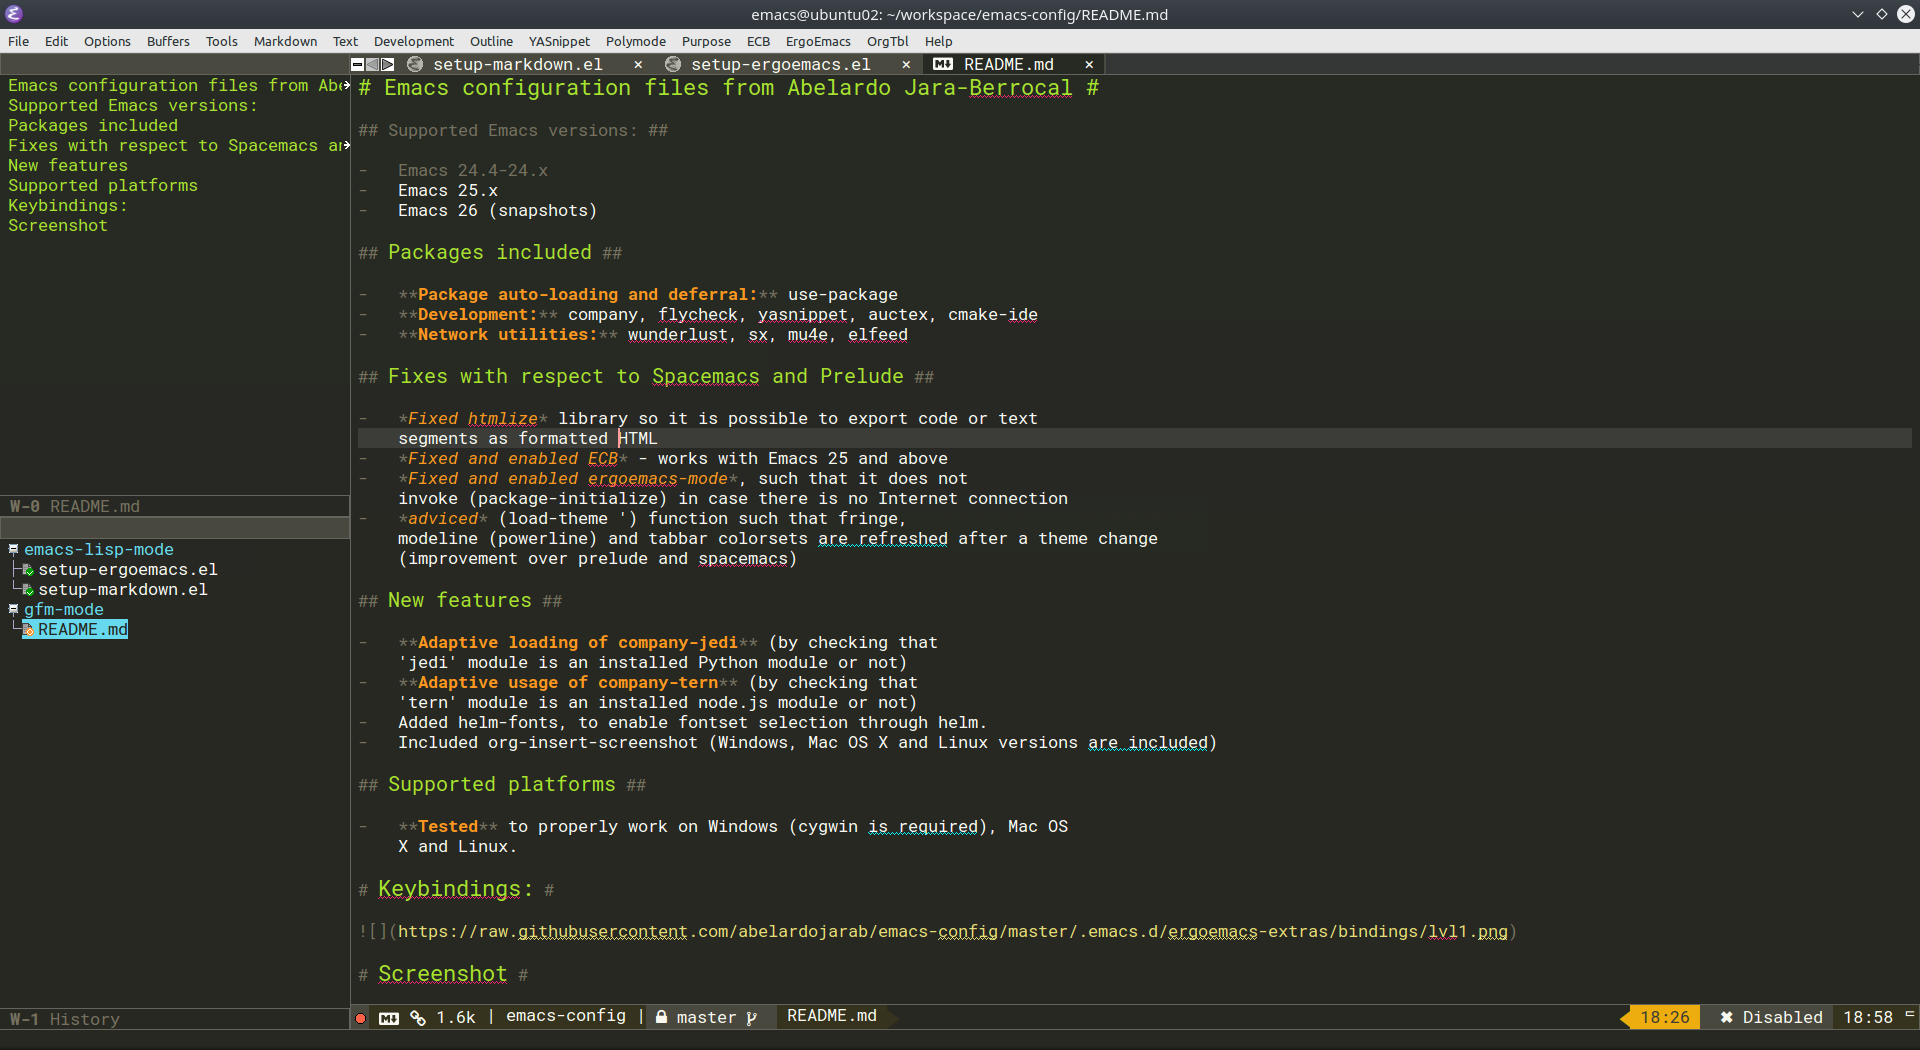 emacs@ubuntu02: ~/workspace/emacs-config/README.md
File Edit Options Buffers Tools Markdown Text Development Outline YASnippet Polymode Purpose ECB ErgoEmacs OrgTbl Help
setup-markdown.el × setup-ergoemacs.el × README.md ×
Emacs configuration files from Abe
Supported Emacs versions:
Packages included
Fixes with respect to Spacemacs an
New features
Supported platforms
Keybindings:
Screenshot
W-0 README.md
emacs-lisp-mode
setup-ergoemacs.el
setup-markdown.el
gfm-mode
README.md
W-1 History
# Emacs configuration files from Abelardo Jara-Berrocal #
## Supported Emacs versions: ##
- Emacs 24.4-24.x
- Emacs 25.x
- Emacs 26 (snapshots)
## Packages included ##
- **Package auto-loading and deferral:** use-package
- **Development:** company, flycheck, yasnippet, auctex, cmake-ide
- **Network utilities:** wunderlust, sx, mu4e, elfeed
## Fixes with respect to Spacemacs and Prelude ##
- *Fixed htmlize* library so it is possible to export code or text
segments as formatted HTML
- *Fixed and enabled ECB* - works with Emacs 25 and above
- *Fixed and enabled ergoemacs-mode*, such that it does not
invoke (package-initialize) in case there is no Internet connection
- *adviced* (load-theme ') function such that fringe,
modeline (powerline) and tabbar colorsets are refreshed after a theme change
(improvement over prelude and spacemacs)
## New features ##
- **Adaptive loading of company-jedi** (by checking that
'jedi' module is an installed Python module or not)
- **Adaptive usage of company-tern** (by checking that
'tern' module is an installed node.js module or not)
- Added helm-fonts, to enable fontset selection through helm.
- Included org-insert-screenshot (Windows, Mac OS X and Linux versions are included)
## Supported platforms ##
- **Tested** to properly work on Windows (cygwin is required), Mac OS
X and Linux.
# Keybindings: #
![](https://raw.githubusercontent.com/abelardojarab/emacs-config/master/.emacs.d/ergoemacs-extras/bindings/lvl1.png)
# Screenshot #
1.6k | emacs-config | master README.md 18:26 ✖ Disabled 18:58